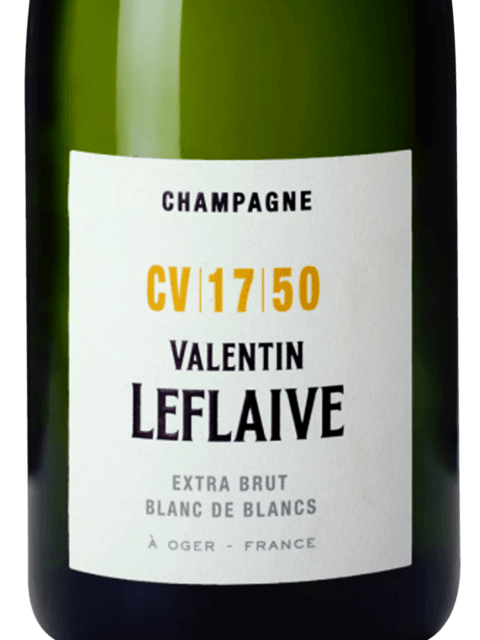 CHAMPAGNE
CV|17|50
VALENTIN
LEFLAIVE
EXTRA BRUT
BLANC DE BLANCS
À OGER - FRANCE